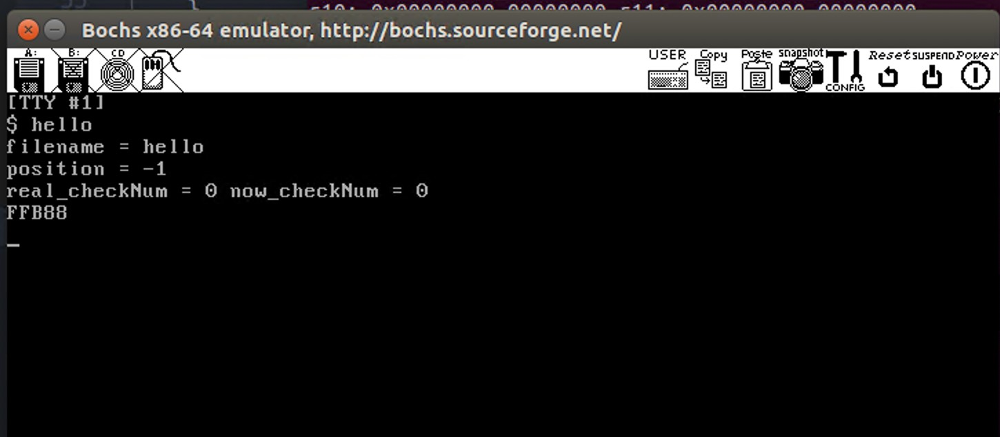 Bochs x86-64 emulator, http://bochs.sourceforge.net/
A: B: CD USER Copy Paste snapshot CONFIG Reset SUSPEND Power
[TTY #1]
$ hello
filename = hello
position = -1
real_checkNum = 0 now_checkNum = 0
FFB88
_